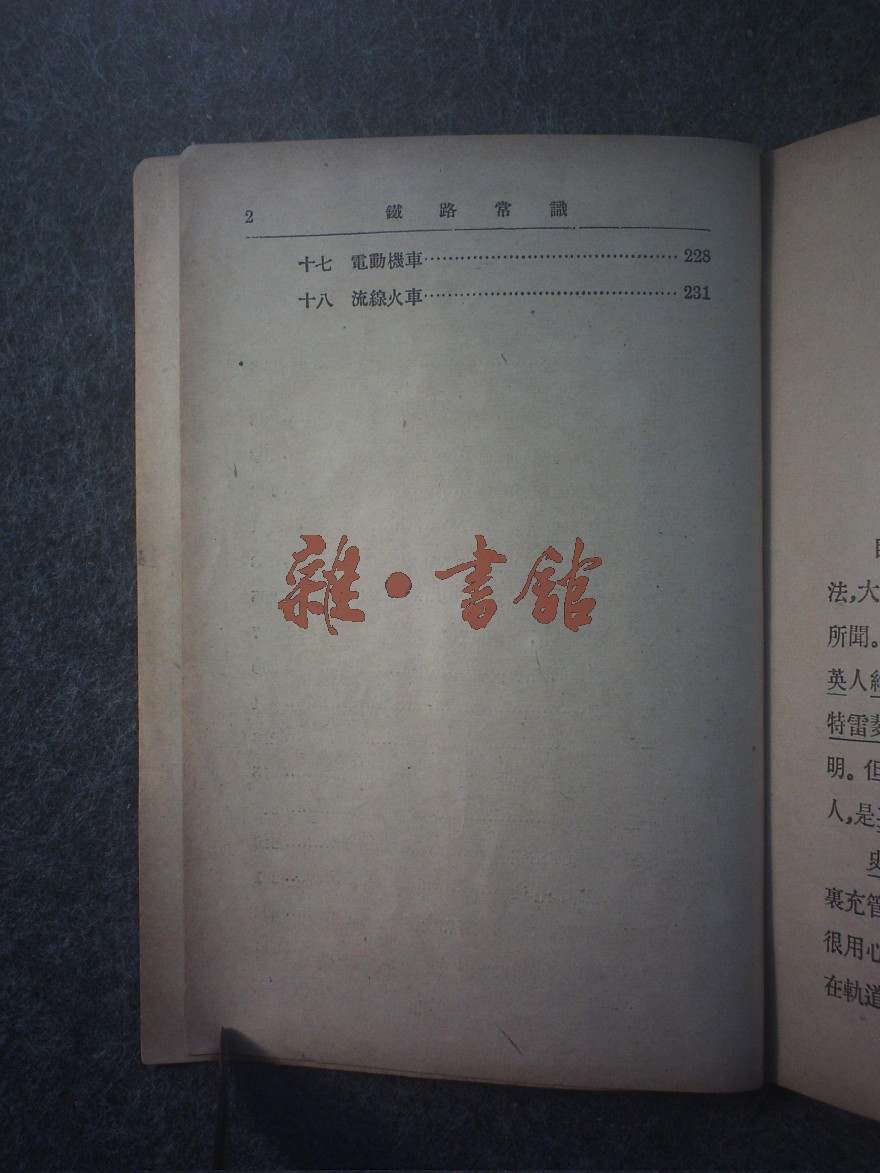 2 鐵路常識
十七 電動機車……………………………………228
十八 流線火車……………………………………231
雜·書館
法,大
所聞。
英人
特雷
明。但
人,是
裏充管
很用心
在軌道